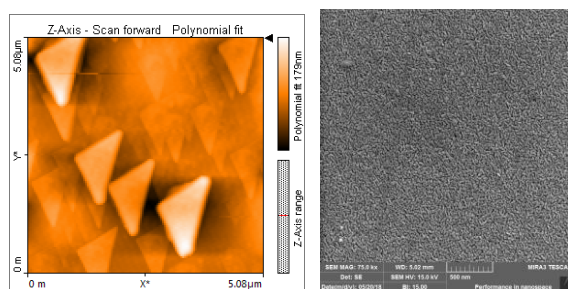 Z-Axis - Scan forward Polynomial fit
5.08µm
Y*
0 m
0 m
X*
5.08µm
Polynomial fit 179nm
Z-Axis range
SEM MAG: 75.0 kx
WD: 5.02 mm
MIRA3 TESCA
Det: SE
SEM HV: 15.0 kV
500 nm
BI: 15.00
Performance in nanospace